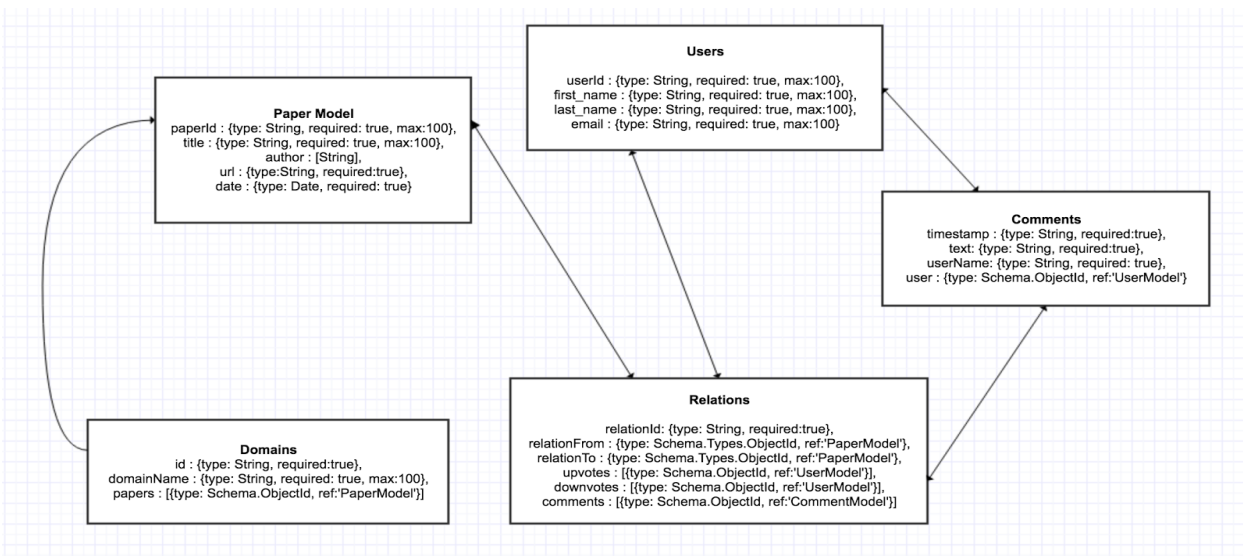 Users
userId : {type: String, required: true, max:100},
first_name : {type: String, required: true, max:100},
last_name : {type: String, required: true, max:100},
email : {type: String, required: true, max:100}
Paper Model
paperId : {type: String, required: true, max:100},
title : {type: String, required: true, max:100},
author : [String],
url : {type:String, required:true},
date : {type: Date, required: true}
Comments
timestamp : {type: String, required:true},
text: {type: String, required:true},
userName: {type: String, required: true},
user : {type: Schema.ObjectId, ref:'UserModel'}
Relations
relationId: {type: String, required:true},
relationFrom : {type: Schema.Types.ObjectId, ref:'PaperModel'},
relationTo : {type: Schema.Types.ObjectId, ref:'PaperModel'},
upvotes : [{type: Schema.ObjectId, ref:'UserModel'}],
downvotes : [{type: Schema.ObjectId, ref:'UserModel'}],
comments : [{type: Schema.ObjectId, ref:'CommentModel'}]
Domains
id : {type: String, required:true},
domainName : {type: String, required: true, max:100},
papers : [{type: Schema.ObjectId, ref:'PaperModel'}]